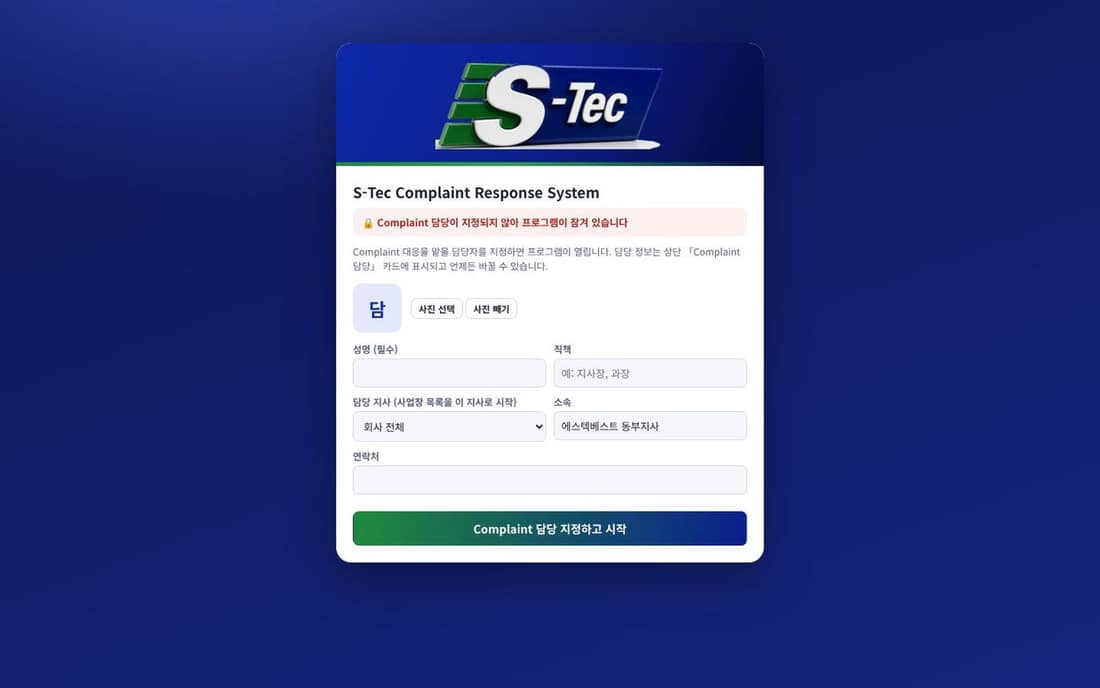 S-Tec
S-Tec Complaint Response System
🔒 Complaint 담당이 지정되지 않아 프로그램이 잠겨 있습니다
Complaint 대응을 맡을 담당자를 지정하면 프로그램이 열립니다. 담당 정보는 상단 「Complaint
담당」 카드에 표시되고 언제든 바꿀 수 있습니다.
담
사진 선택 사진 빼기
성명 (필수) 직책
예: 지사장, 과장
담당 지사 (사업장 목록을 이 지사로 시작) 소속
회사 전체 에스텍베스트 동부지사
연락처
Complaint 담당 지정하고 시작